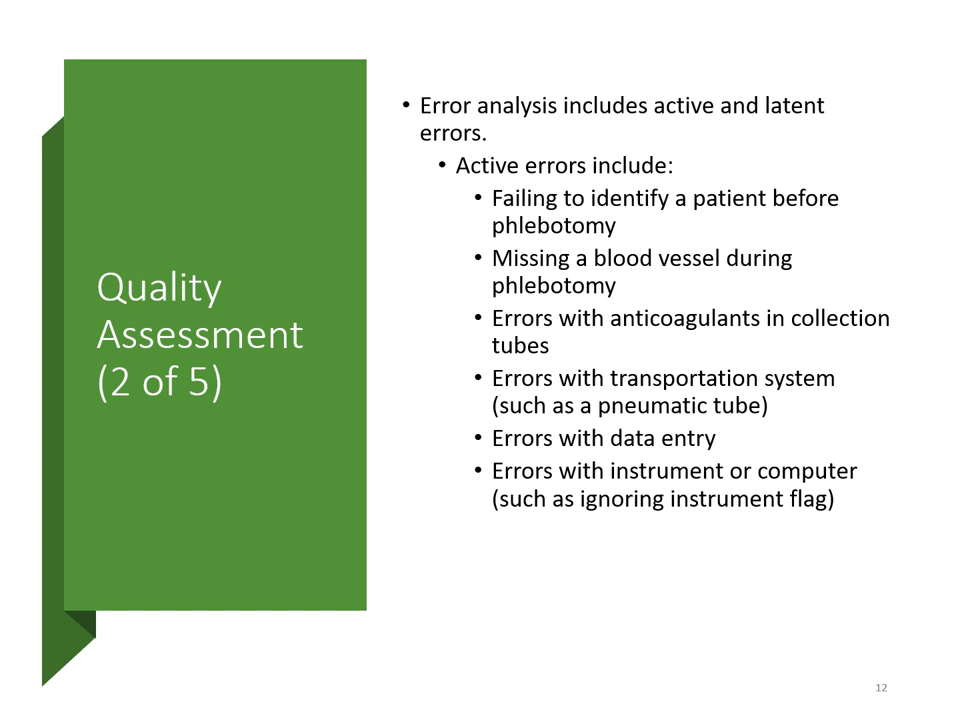 Quality
Assessment
(2 of 5)
• Error analysis includes active and latent
errors.
• Active errors include:
• Failing to identify a patient before
phlebotomy
• Missing a blood vessel during
phlebotomy
• Errors with anticoagulants in collection
tubes
• Errors with transportation system
(such as a pneumatic tube)
• Errors with data entry
• Errors with instrument or computer
(such as ignoring instrument flag)
12